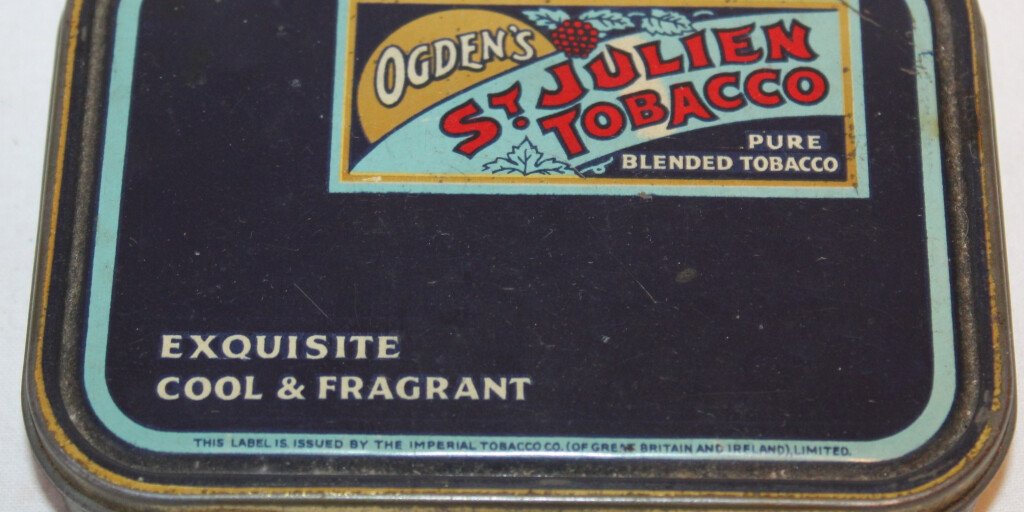 OGDEN'S
ST. JULIEN
TOBACCO
PURE
BLENDED TOBACCO
EXQUISITE
COOL & FRAGRANT
THIS LABEL IS ISSUED BY THE IMPERIAL TOBACCO CO. (OF GREAT BRITAIN AND IRELAND), LIMITED.